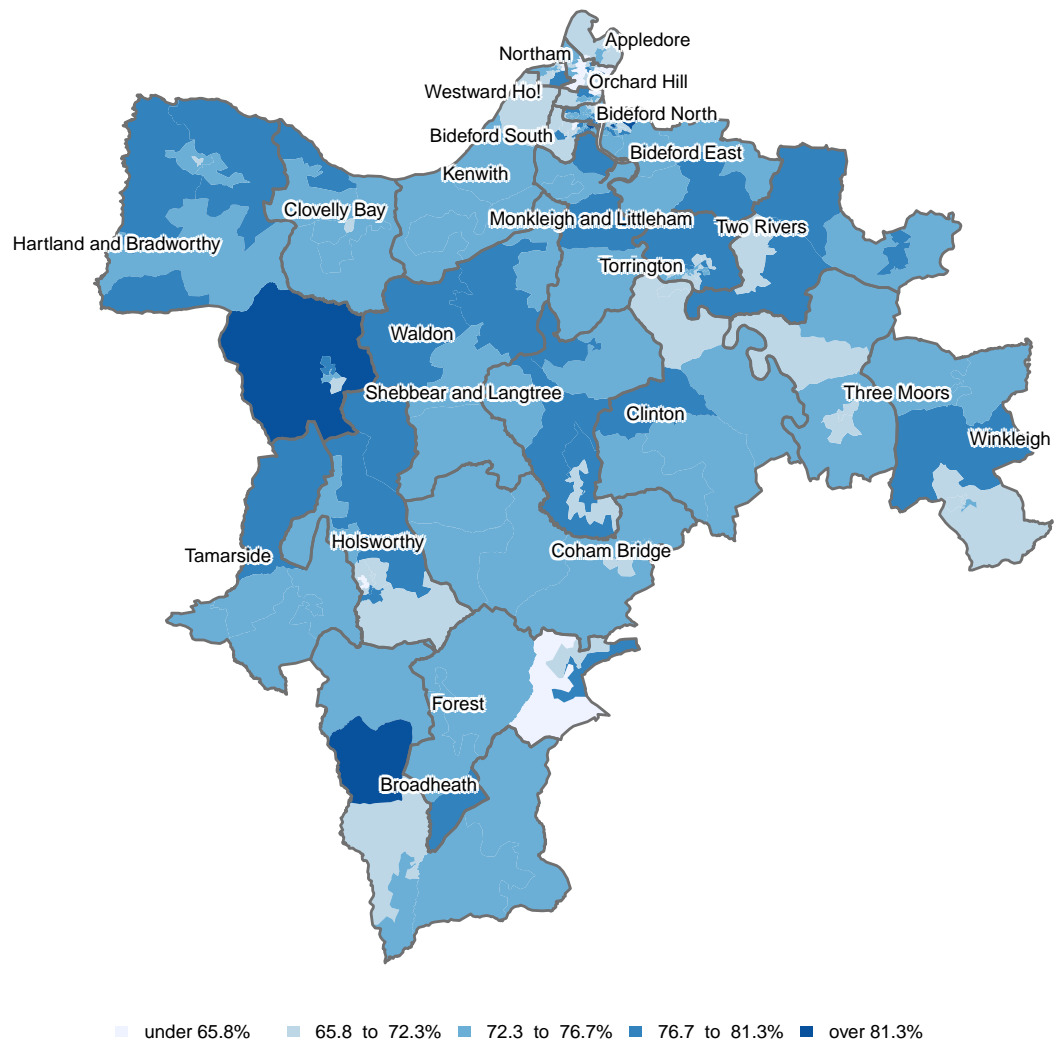 Appledore
Northam
Orchard Hill
Westward Ho!
Bideford North
Bideford South
Bideford East
Kenwith
Clovelly Bay
Monkleigh and Littleham
Two Rivers
Hartland and Bradworthy
Torrington
Waldon
Shebbear and Langtree
Three Moors
Clinton
Winkleigh
Holsworthy
Coham Bridge
Tamarside
Forest
Broadheath
under 65.8% 65.8 to 72.3% 72.3 to 76.7% 76.7 to 81.3% over 81.3%